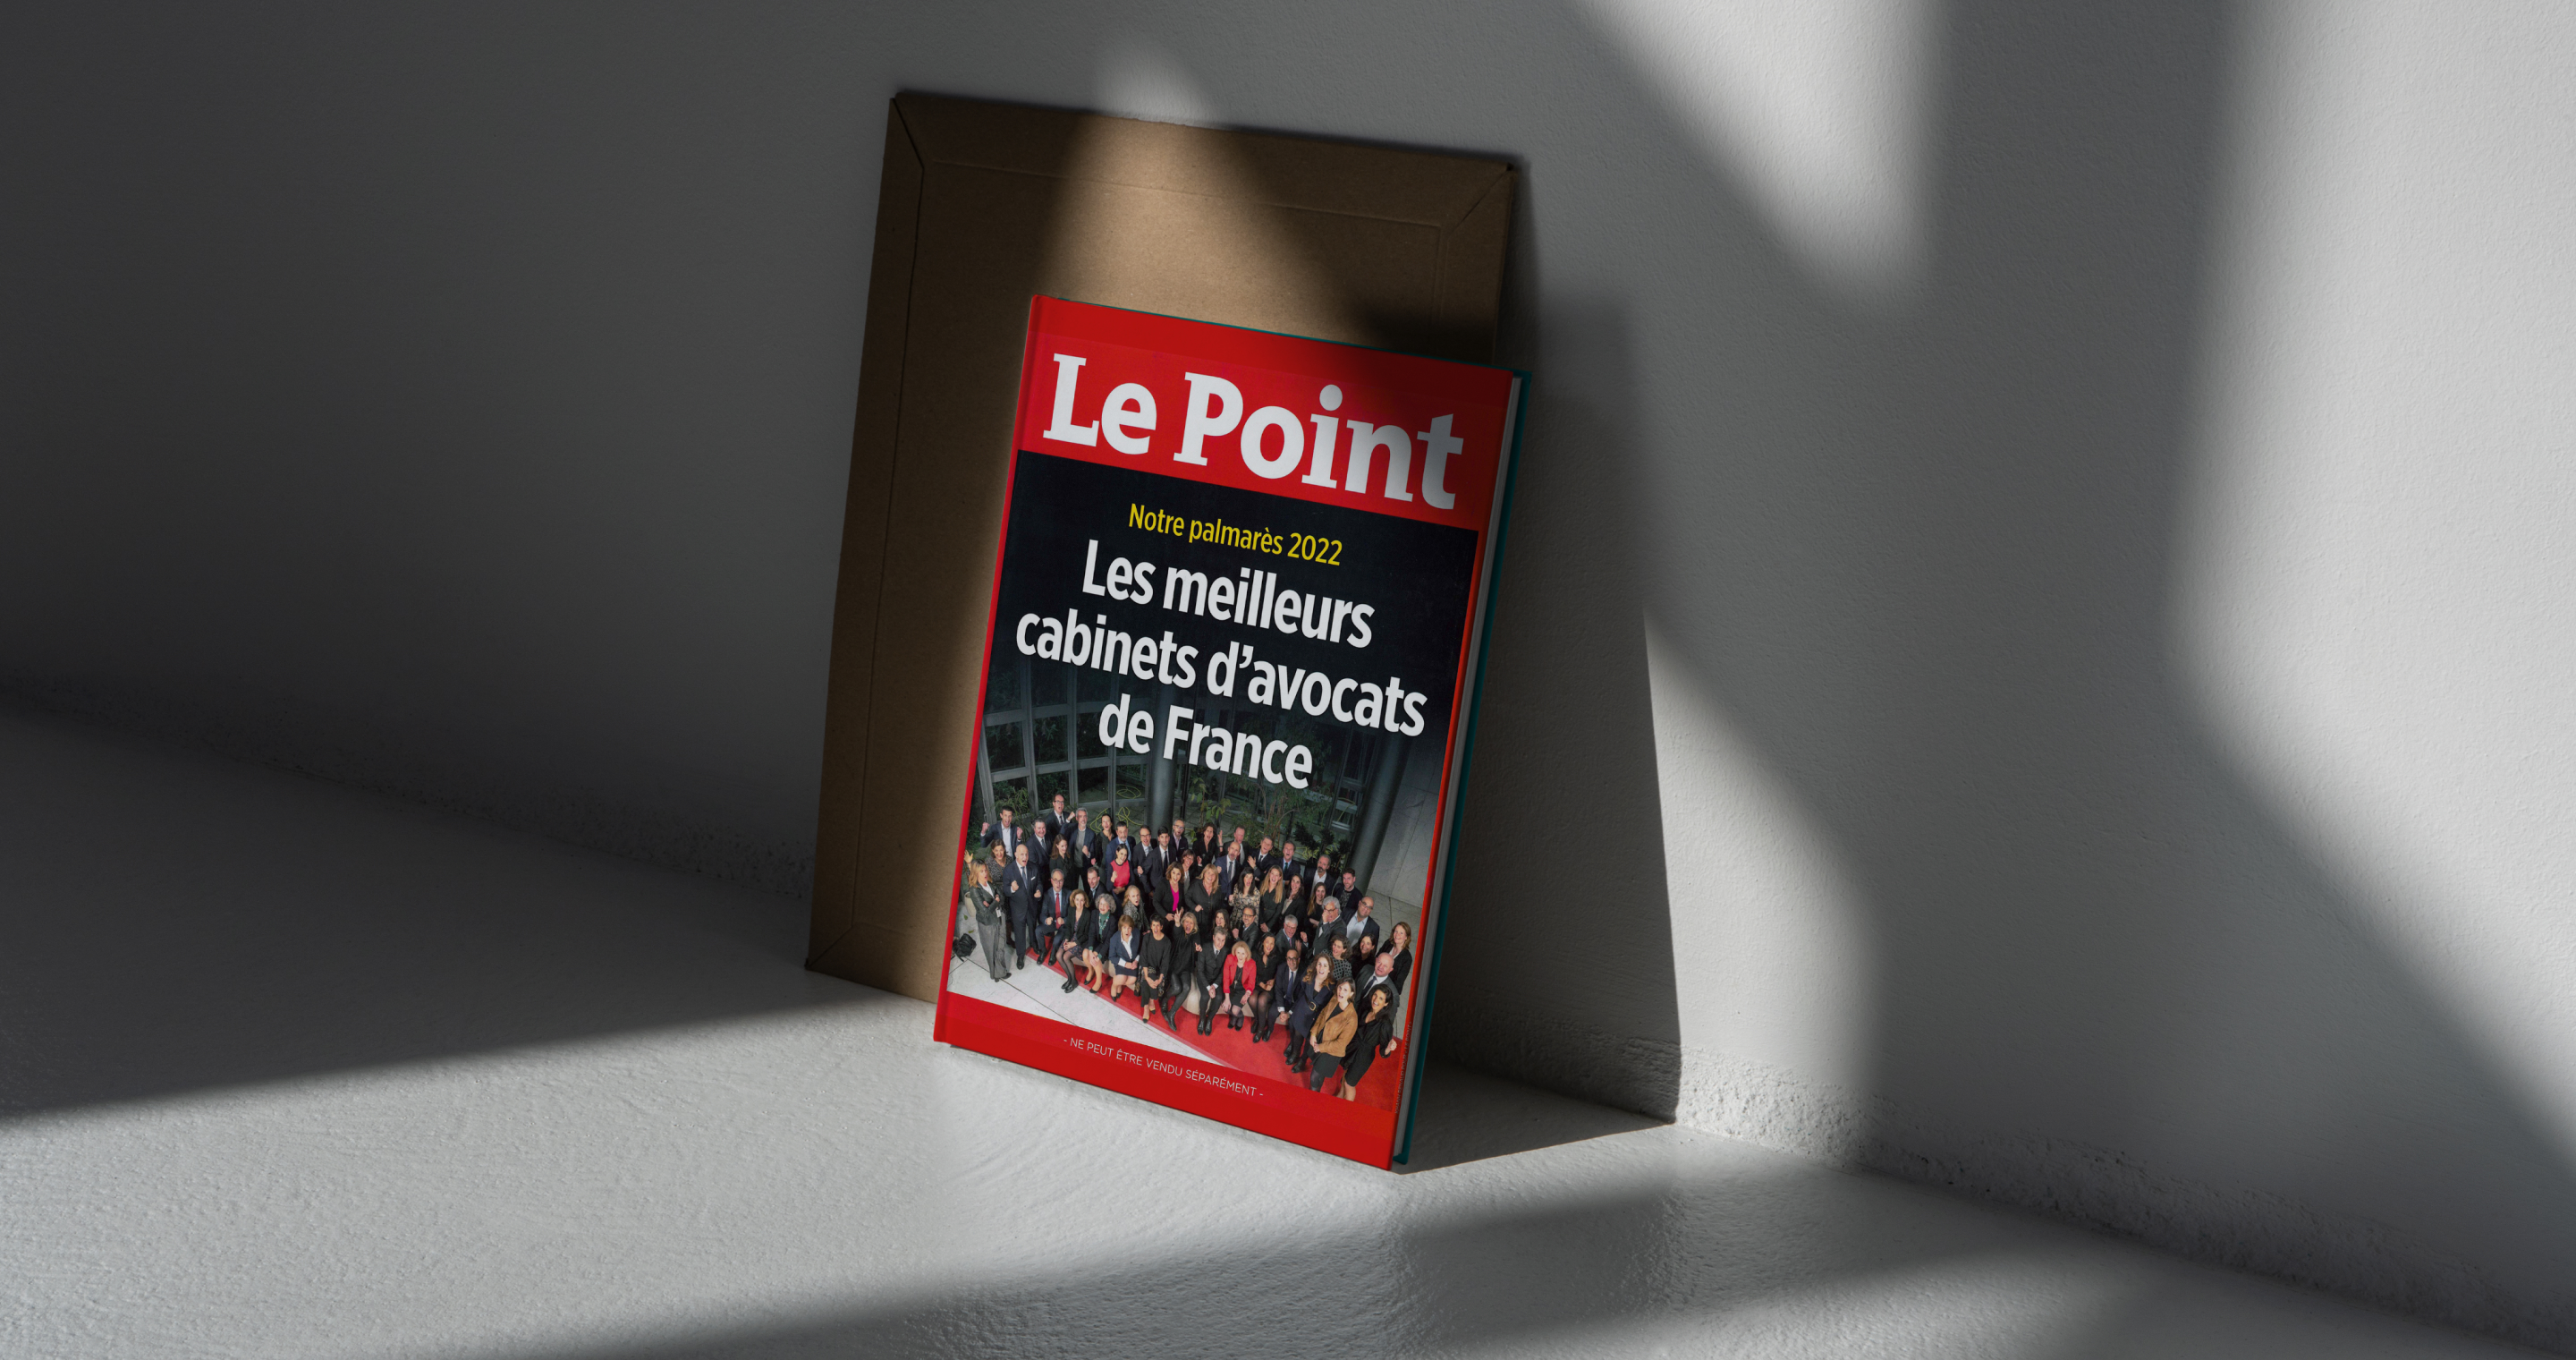 Le Point
Notre palmarès 2022
Les meilleurs
cabinets d’avocats
de France
- NE PEUT ÊTRE VENDU SÉPARÉMENT -